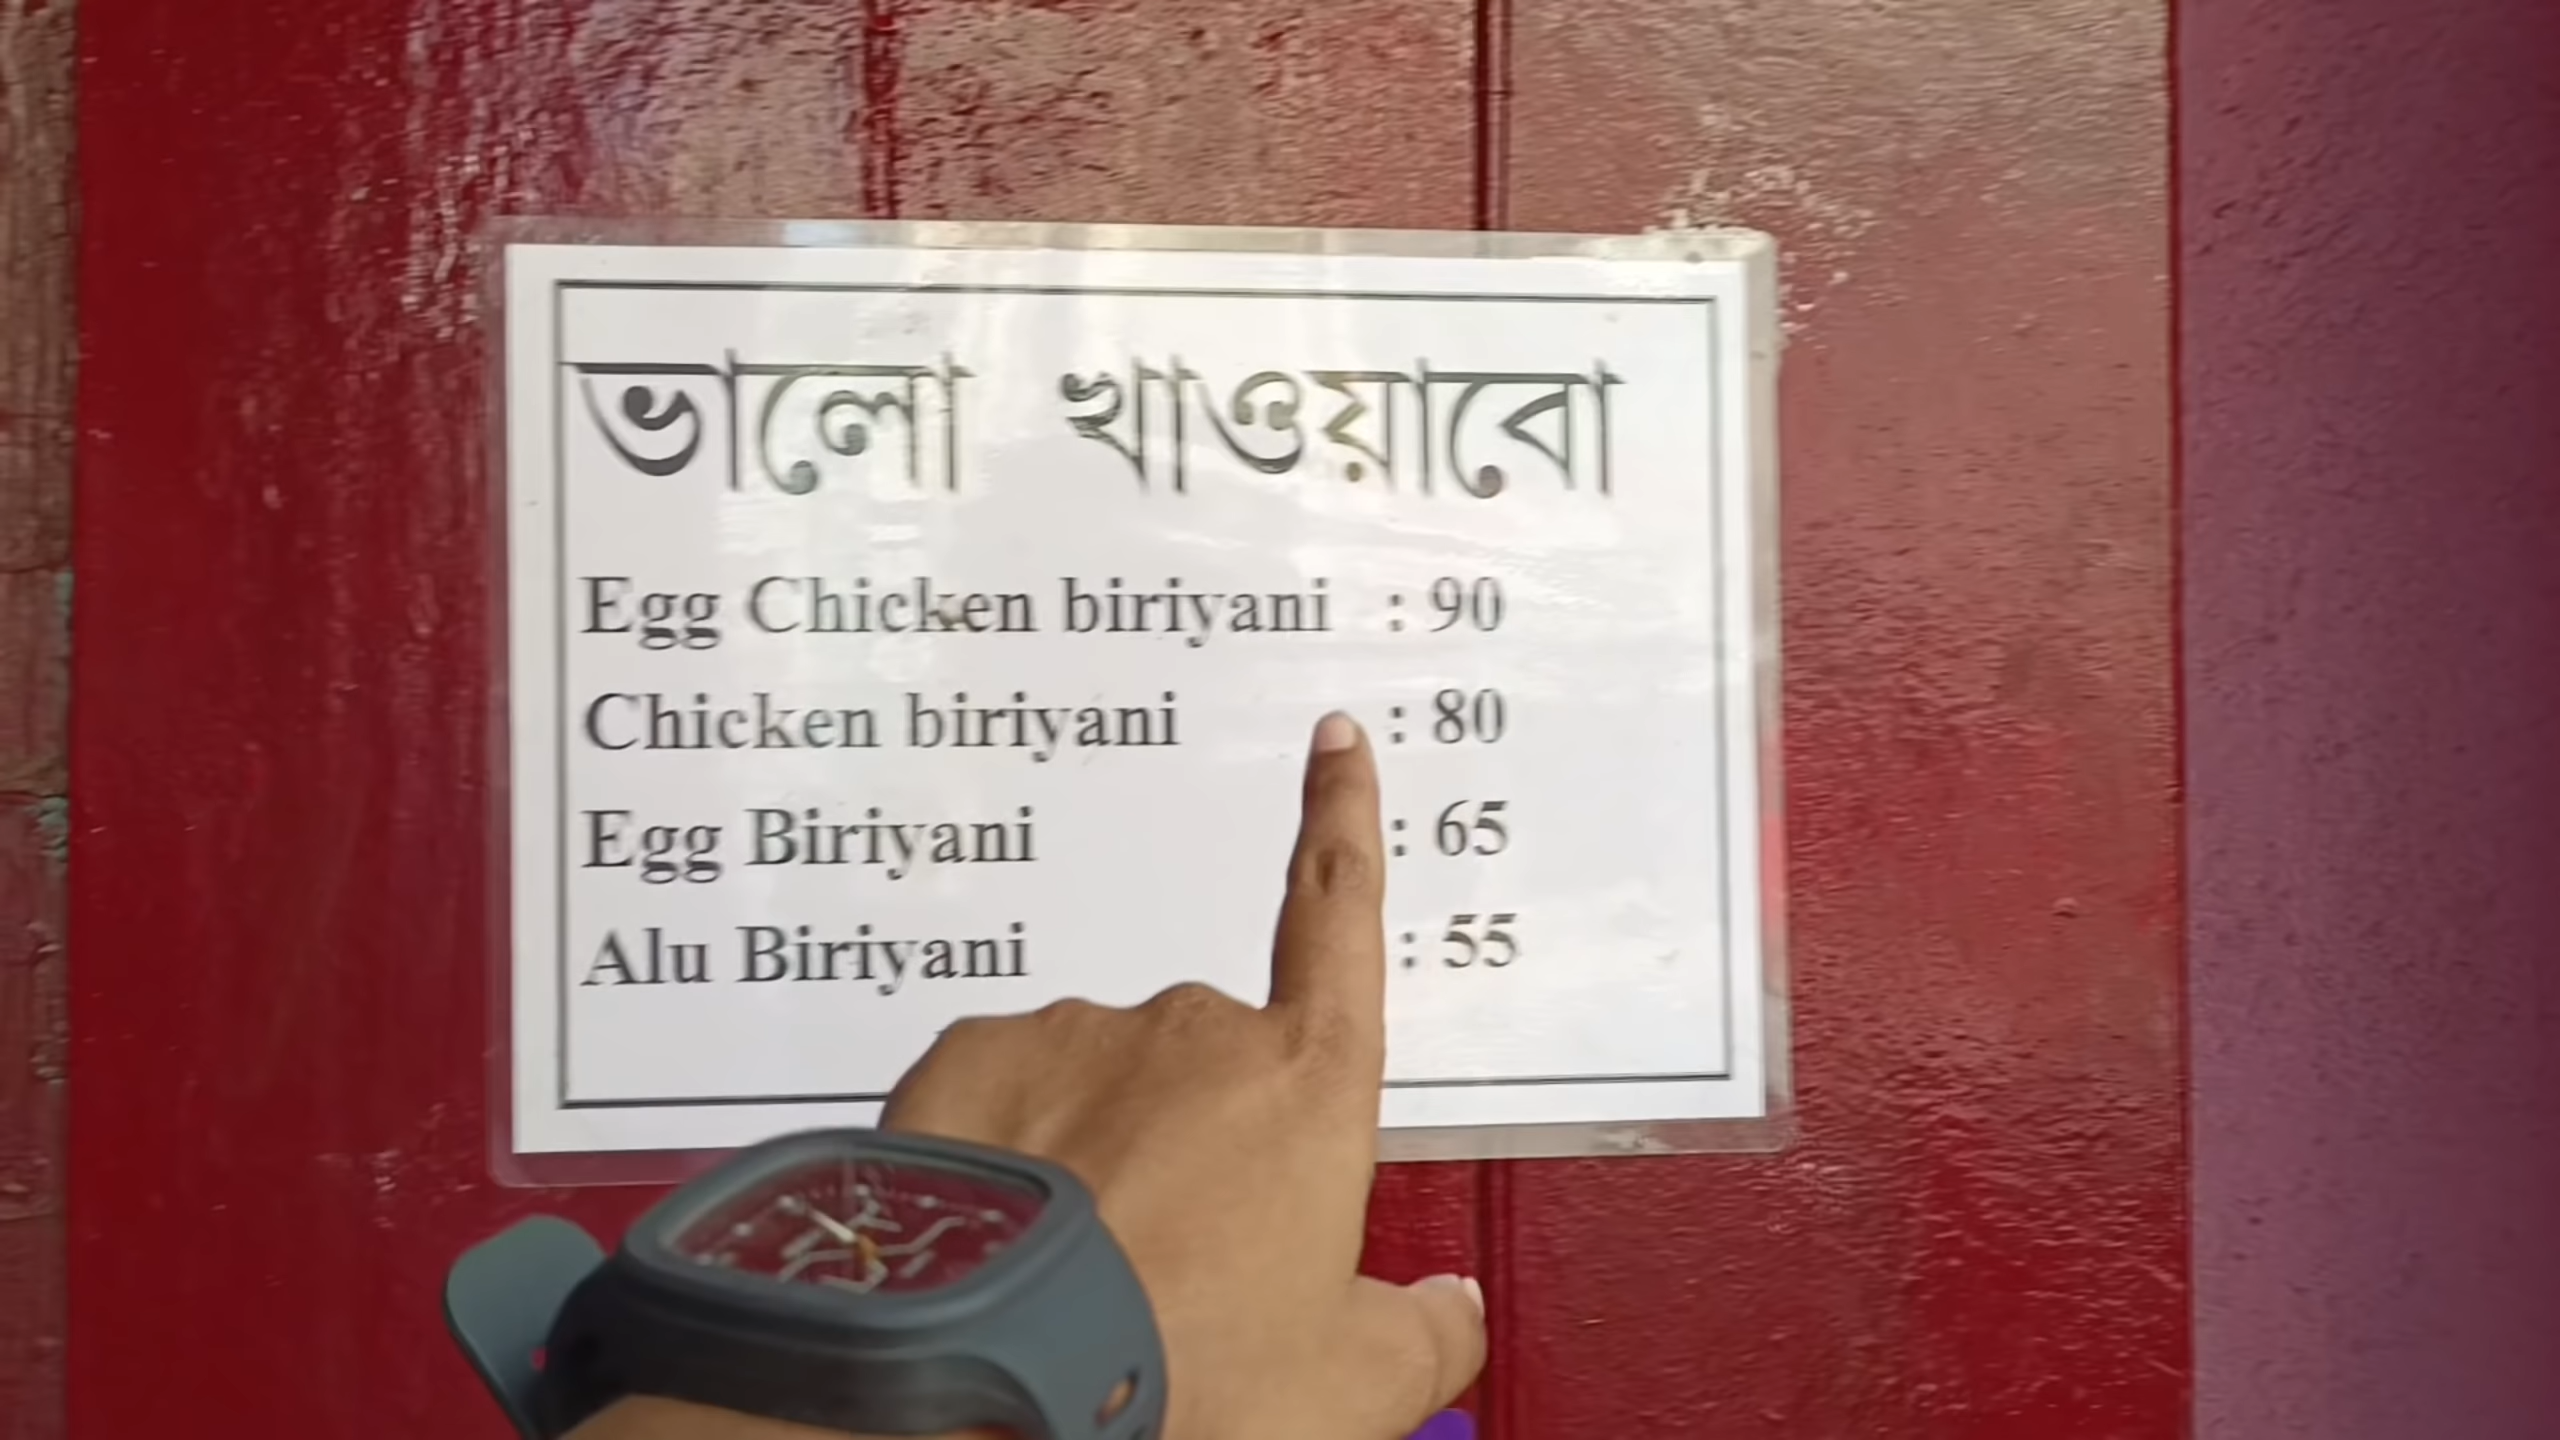 ভালো খাওয়াবো
Egg Chicken biriyani : 90
Chicken biriyani : 80
Egg Biriyani : 65
Alu Biriyani : 55